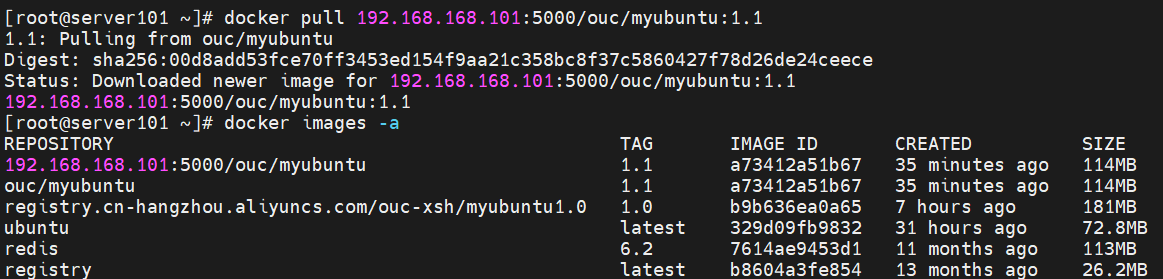 [root@server101 ~]# docker pull 192.168.168.101:5000/ouc/myubuntu:1.1
1.1: Pulling from ouc/myubuntu
Digest: sha256:00d8add53fce70ff3453ed154f9aa21c358bc8f37c5860427f78d26de24ceece
Status: Downloaded newer image for 192.168.168.101:5000/ouc/myubuntu:1.1
192.168.168.101:5000/ouc/myubuntu:1.1
[root@server101 ~]# docker images -a
REPOSITORY TAG IMAGE ID CREATED SIZE
192.168.168.101:5000/ouc/myubuntu 1.1 a73412a51b67 35 minutes ago 114MB
ouc/myubuntu 1.1 a73412a51b67 35 minutes ago 114MB
registry.cn-hangzhou.aliyuncs.com/ouc-xsh/myubuntu1.0 1.0 b9b636ea0a65 7 hours ago 181MB
ubuntu latest 329d09fb9832 31 hours ago 72.8MB
redis 6.2 7614ae9453d1 11 months ago 113MB
registry latest b8604a3fe854 13 months ago 26.2MB